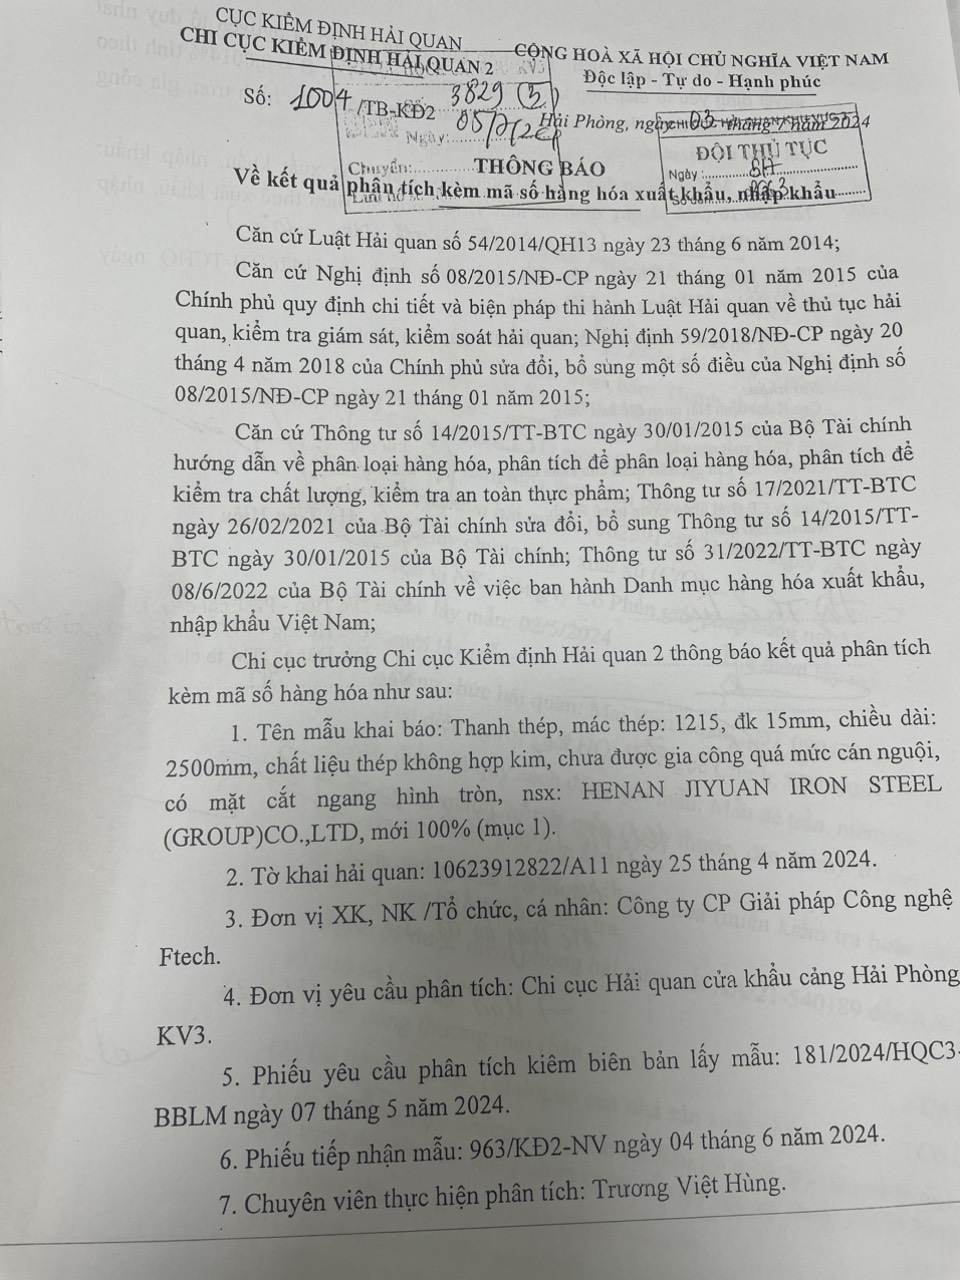 CỤC KIỂM ĐỊNH HẢI QUAN
CHI CỤC KIỂM ĐỊNH HẢI QUAN 2
CỘNG HOÀ XÃ HỘI CHỦ NGHĨA VIỆT NAM
Độc lập - Tự do - Hạnh phúc
Số: 1004/TB-KĐ2
3829 (5)
Ngày:
Chuyển:
Hải Phòng, ngày 03 tháng 7 năm 2024
ĐỘI THỦ TỤC
Ngày :
THÔNG BÁO
Về kết quả phân tích kèm mã số hàng hóa xuất khẩu, nhập khẩu
Căn cứ Luật Hải quan số 54/2014/QH13 ngày 23 tháng 6 năm 2014;
Căn cứ Nghị định số 08/2015/NĐ-CP ngày 21 tháng 01 năm 2015 của
Chính phủ quy định chi tiết và biện pháp thi hành Luật Hải quan về thủ tục hải
quan, kiểm tra giám sát, kiểm soát hải quan; Nghị định 59/2018/NĐ-CP ngày 20
tháng 4 năm 2018 của Chính phủ sửa đổi, bổ sung một số điều của Nghị định số
08/2015/NĐ-CP ngày 21 tháng 01 năm 2015;
Căn cứ Thông tư số 14/2015/TT-BTC ngày 30/01/2015 của Bộ Tài chính
hướng dẫn về phân loại hàng hóa, phân tích để phân loại hàng hóa, phân tích để
kiểm tra chất lượng, kiểm tra an toàn thực phẩm; Thông tư số 17/2021/TT-BTC
ngày 26/02/2021 của Bộ Tài chính sửa đổi, bổ sung Thông tư số 14/2015/TT-
BTC ngày 30/01/2015 của Bộ Tài chính; Thông tư số 31/2022/TT-BTC ngày
08/6/2022 của Bộ Tài chính về việc ban hành Danh mục hàng hóa xuất khẩu,
nhập khẩu Việt Nam;
Chi cục trưởng Chi cục Kiểm định Hải quan 2 thông báo kết quả phân tích
kèm mã số hàng hóa như sau:
1. Tên mẫu khai báo: Thanh thép, mác thép: 1215, đk 15mm, chiều dài:
2500mm, chất liệu thép không hợp kim, chưa được gia công quá mức cán nguội,
có mặt cắt ngang hình tròn, nsx: HENAN JIYUAN IRON STEEL
(GROUP)CO.,LTD, mới 100% (mục 1).
2. Tờ khai hải quan: 10623912822/A11 ngày 25 tháng 4 năm 2024.
3. Đơn vị XK, NK /Tổ chức, cá nhân: Công ty CP Giải pháp Công nghệ
Ftech.
4. Đơn vị yêu cầu phân tích: Chi cục Hải quan cửa khẩu cảng Hải Phòng
KV3.
5. Phiếu yêu cầu phân tích kiêm biên bản lấy mẫu: 181/2024/HQC3-
BBLM ngày 07 tháng 5 năm 2024.
6. Phiếu tiếp nhận mẫu: 963/KĐ2-NV ngày 04 tháng 6 năm 2024.
7. Chuyên viên thực hiện phân tích: Trương Việt Hùng.